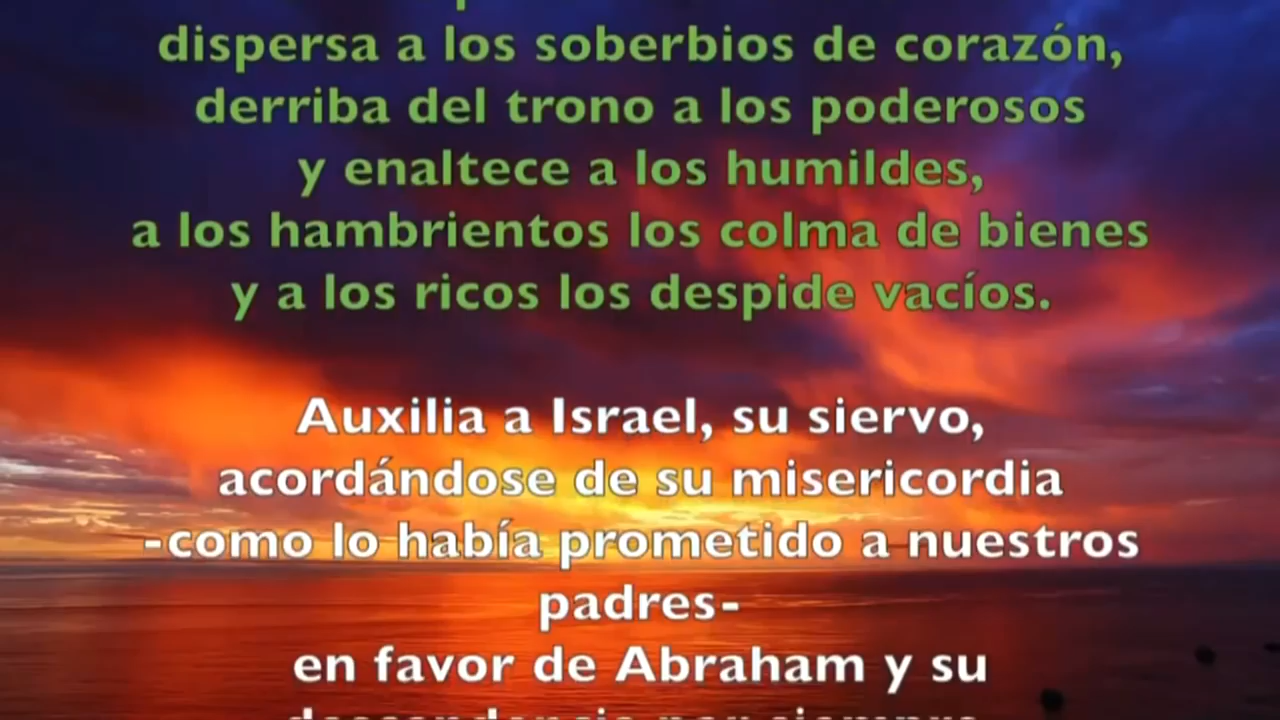 dispersa a los soberbios de corazón,
derriba del trono a los poderosos
y enaltece a los humildes,
a los hambrientos los colma de bienes
y a los ricos los despide vacíos.
Auxilia a Israel, su siervo,
acordándose de su misericordia
-como lo había prometido a nuestros
padres-
en favor de Abraham y su